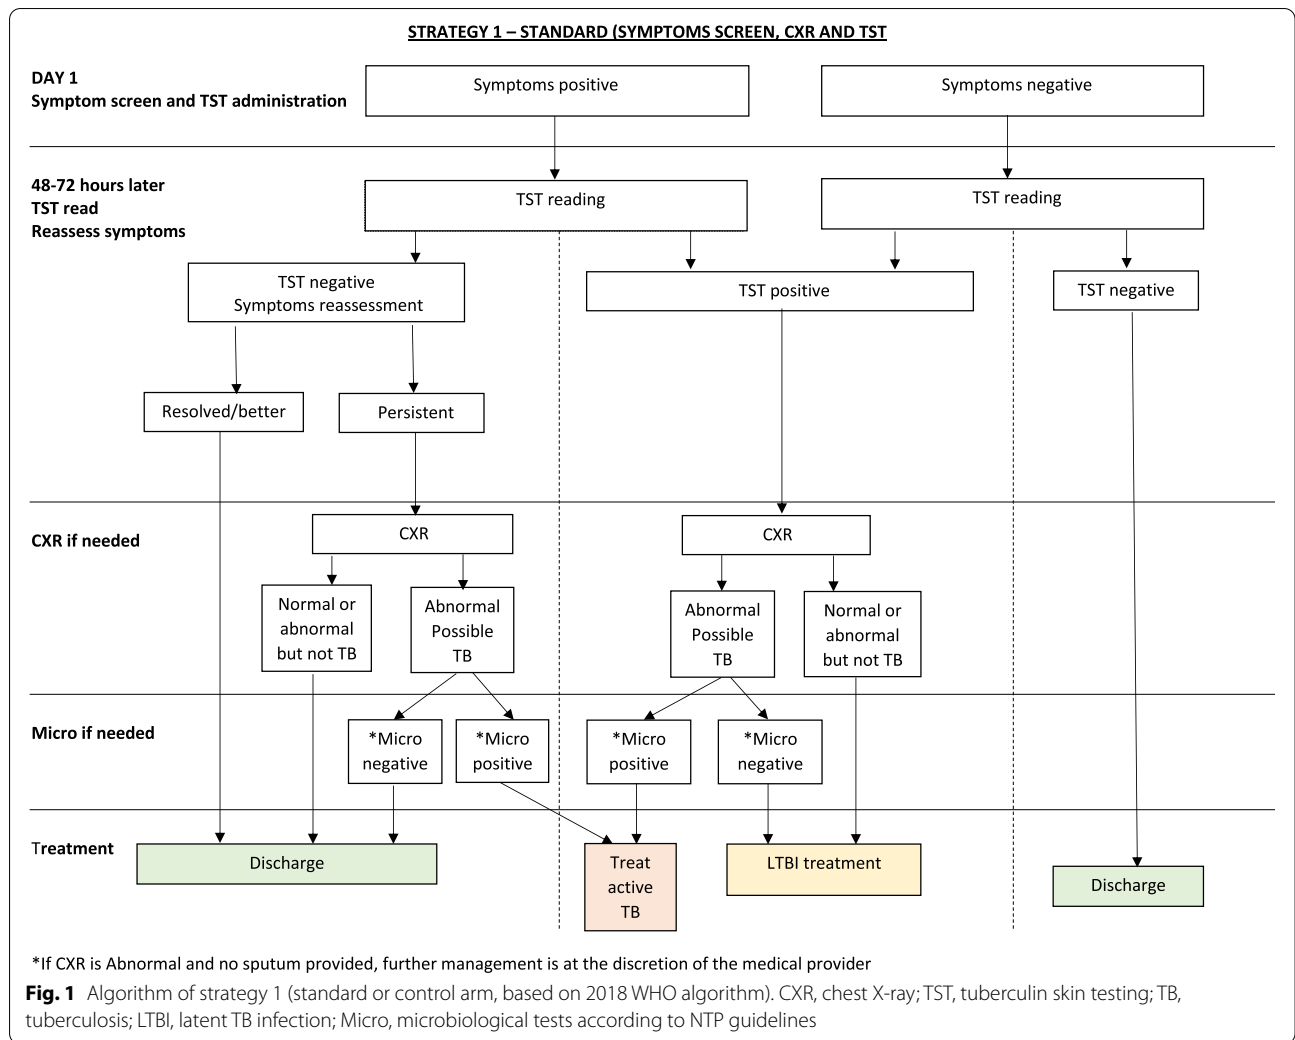 STRATEGY 1 – STANDARD (SYMPTOMS SCREEN, CXR AND TST
DAY 1
Symptom screen and TST administration
Symptoms positive
Symptoms negative
48-72 hours later
TST read
Reassess symptoms
TST reading
TST reading
TST negative
Symptoms reassessment
TST positive
TST negative
Resolved/better
Persistent
CXR if needed
CXR
CXR
Normal or
abnormal
but not TB
Abnormal
Possible
TB
Abnormal
Possible
TB
Normal or
abnormal
but not TB
Micro if needed
*Micro
negative
*Micro
positive
*Micro
positive
*Micro
negative
Treatment
Discharge
Treat
active
TB
LTBI treatment
Discharge
*If CXR is Abnormal and no sputum provided, further management is at the discretion of the medical provider
Fig. 1 Algorithm of strategy 1 (standard or control arm, based on 2018 WHO algorithm). CXR, chest X-ray; TST, tuberculin skin testing; TB,
tuberculosis; LTBI, latent TB infection; Micro, microbiological tests according to NTP guidelines